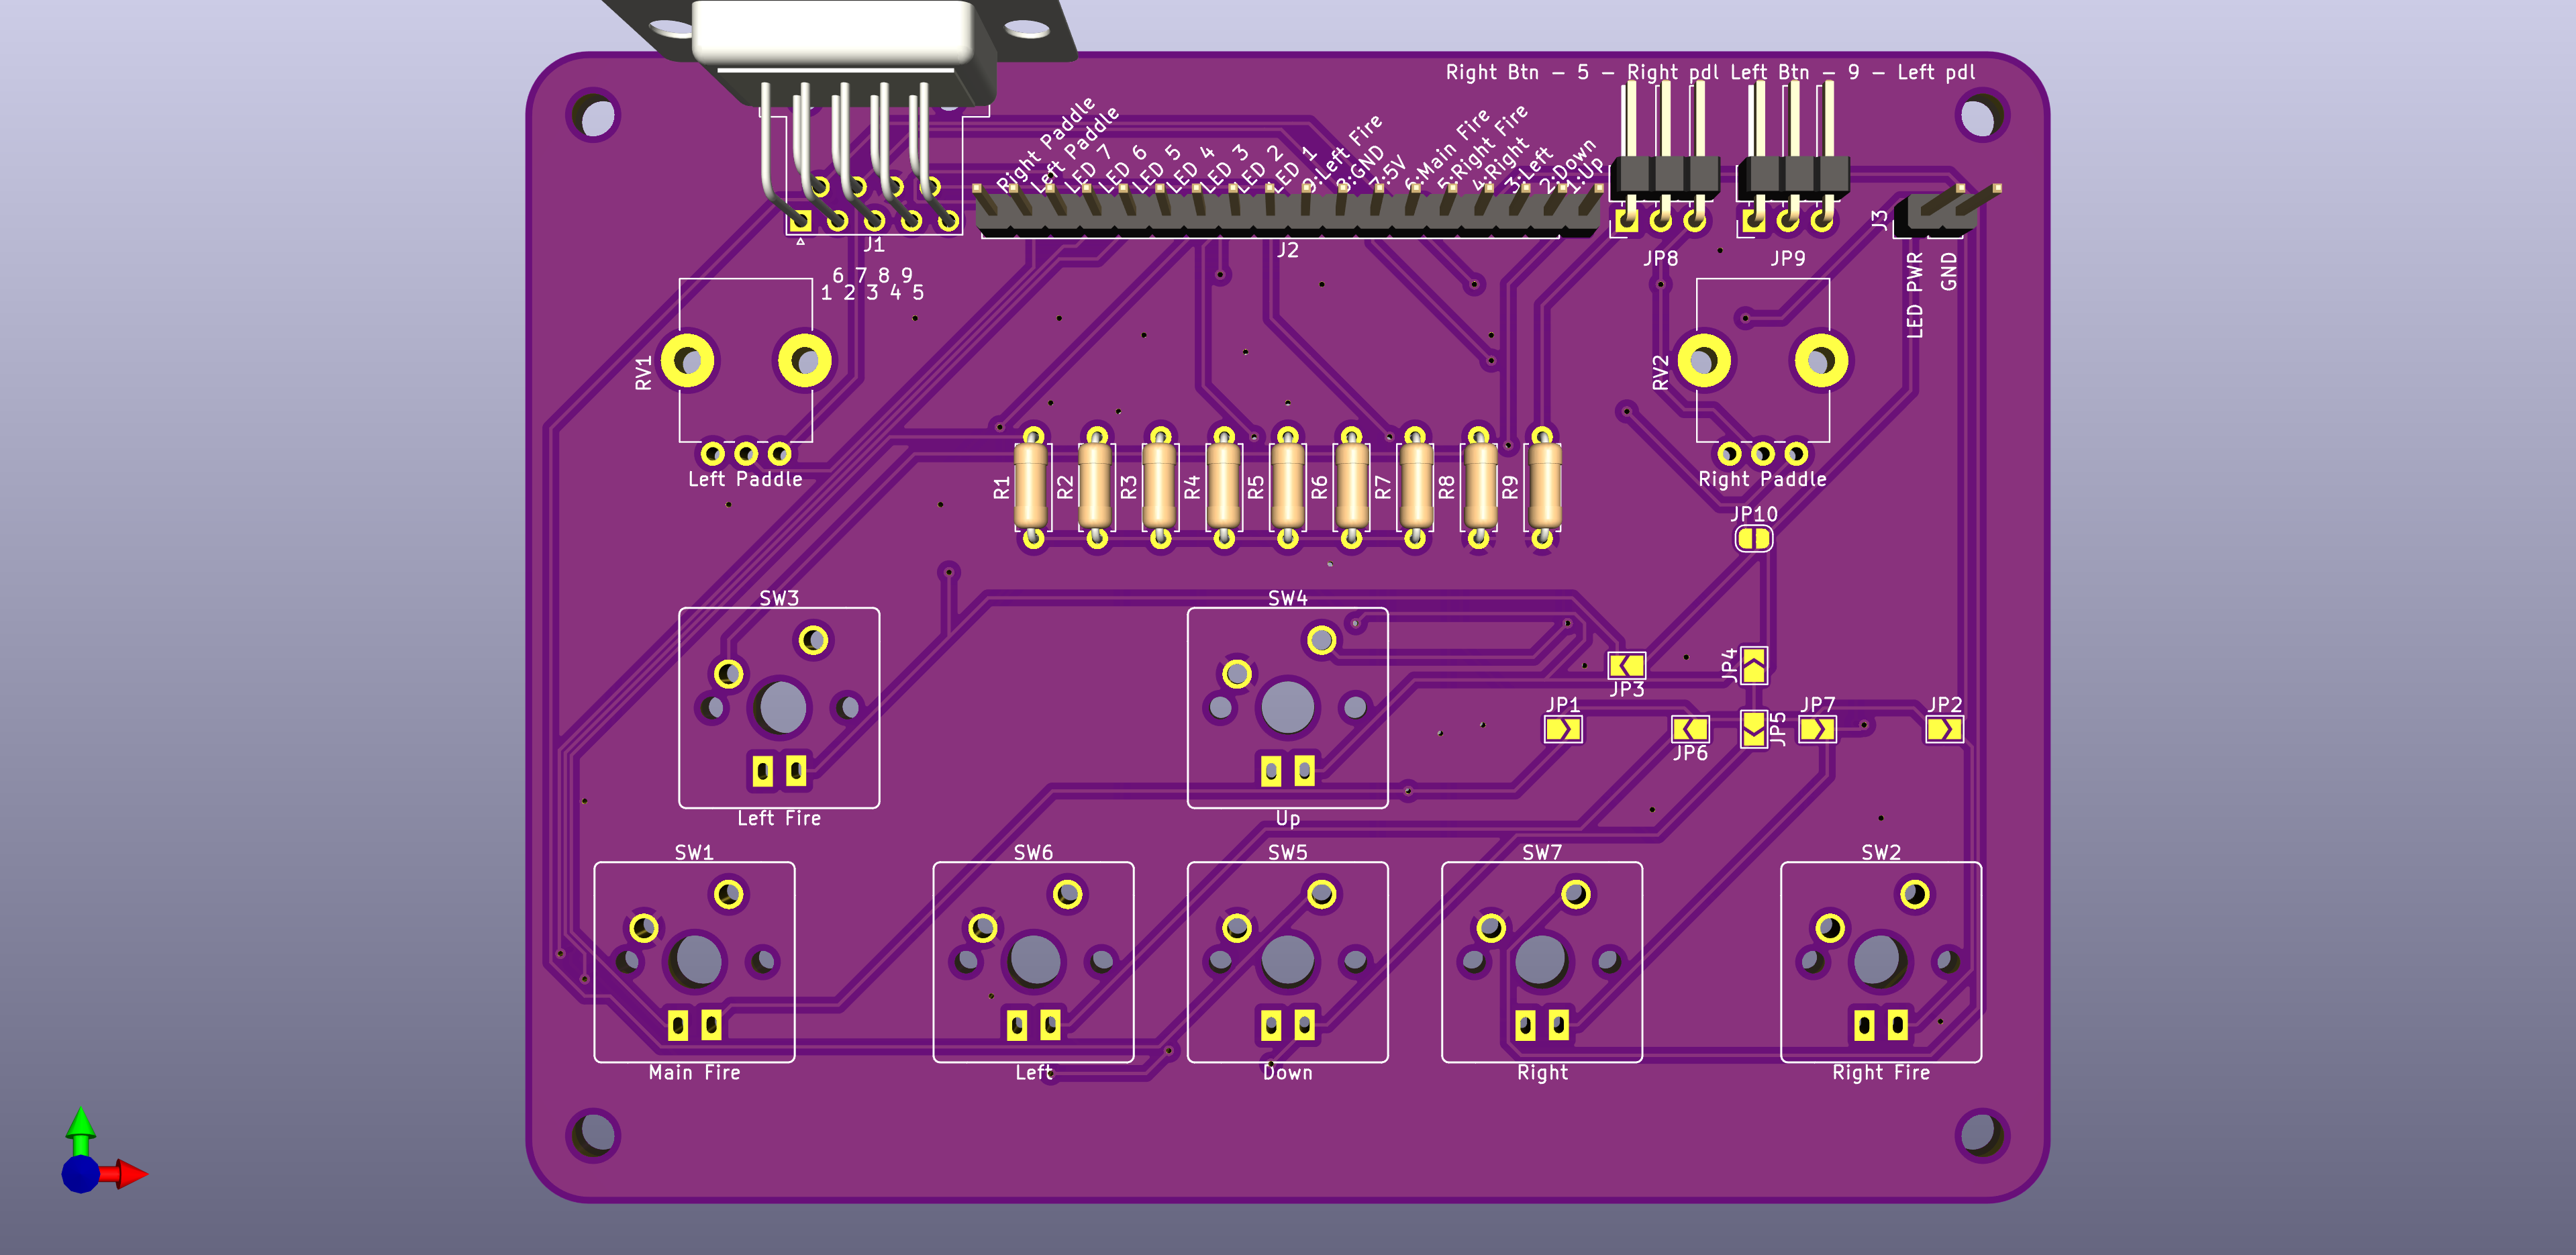 Right Btn - 5 - Right pdl Left Btn - 9 - Left pdl
Right Paddle
Left Paddle
LED 7
LED 6
LED 5
LED 4
LED 3
LED 2
LED 1
9:Left Fire
8:GND
7:5V
6:Main Fire
5:Right Fire
4:Right
3:Left
2:Down
1:Up
J1
J2
JP8
JP9
J3
LED PWR
GND
6 7 8 9
1 2 3 4 5
RV1
Left Paddle
RV2
Right Paddle
R1
R2
R3
R4
R5
R6
R7
R8
R9
JP10
SW3
Left Fire
SW4
Up
JP3
JP4
JP1
JP6
JP5
JP7
JP2
SW1
Main Fire
SW6
Left
SW5
Down
SW7
Right
SW2
Right Fire